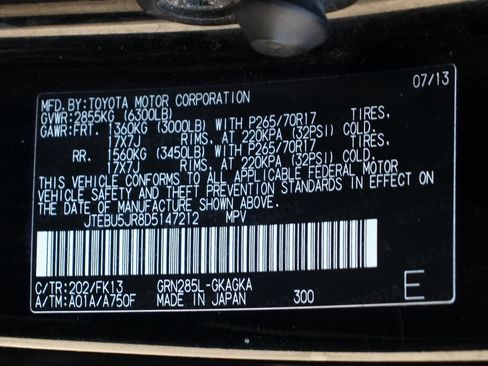 07/13
MFD.BY:TOYOTA MOTOR CORPORATION
GVWR:2855KG (6300LB)
GAWR:FRT. 1360KG (3000LB) WITH P265/70R17 TIRES,
17X7J RIMS, AT 220KPA (32PSI) COLD.
RR. 1560KG (3450LB) WITH P265/70R17 TIRES,
17X7J RIMS, AT 220KPA (32PSI) COLD.
THIS VEHICLE CONFORMS TO ALL APPLICABLE FEDERAL MOTOR
VEHICLE SAFETY AND THEFT PREVENTION STANDARDS IN EFFECT ON
THE DATE OF MANUFACTURE SHOWN ABOVE.
JTEBU5JR8D5147212 MPV
C/TR:202/FK13 GRN285L-GKAGKA
A/TM:A01A/A750F MADE IN JAPAN 300 E